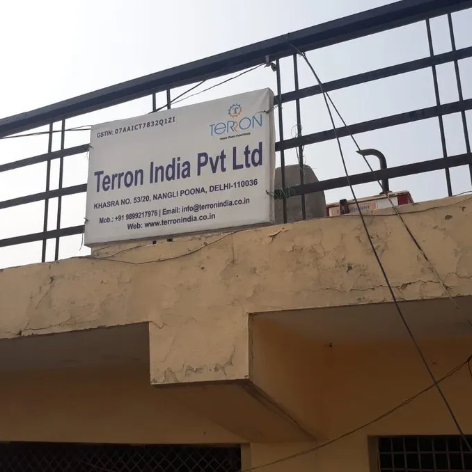 GSTIN: 07AAICT7832Q1Z1
TERRON
Terron India Pvt Ltd
KHASRA NO. 53/20, NANGLI POONA, DELHI-110036
Mob.: +91 9899217976 | Email: info@terronindia.co.in
Web: www.terronindia.co.in